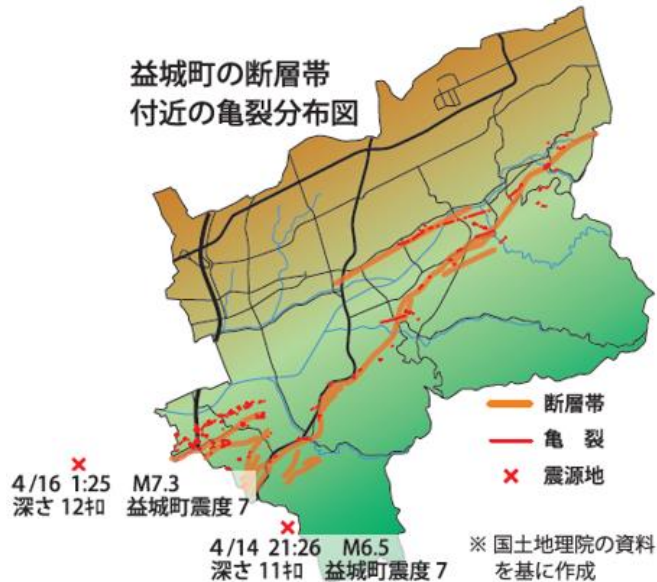 益城町の断層帯
付近の亀裂分布図
断層帯
亀 裂
震源地
4/16 1:25 M7.3
深さ 12㌔ 益城町震度 7
4/14 21:26 M6.5
深さ 11㌔ 益城町震度 7
※ 国土地理院の資料
を基に作成